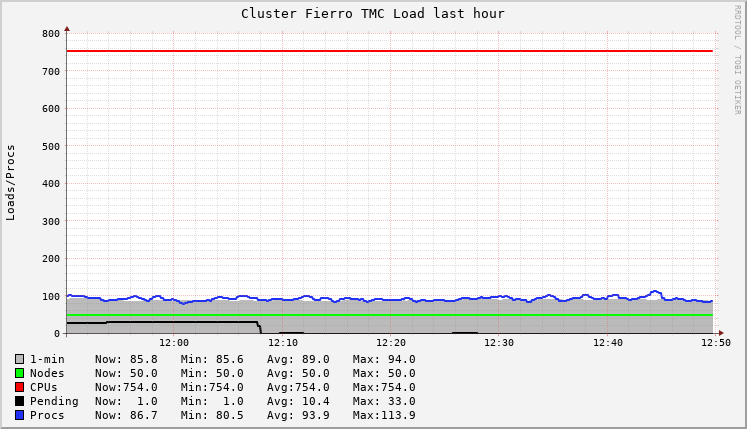 Cluster Fierro TMC Load last hour
RRDTOOL / TOBI OETIKER
Loads/Procs
800
700
600
500
400
300
200
100
0
12:00 12:10 12:20 12:30 12:40 12:50
1-min Now: 85.8 Min: 85.6 Avg: 89.0 Max: 94.0
Nodes Now: 50.0 Min: 50.0 Avg: 50.0 Max: 50.0
CPUs Now:754.0 Min:754.0 Avg:754.0 Max:754.0
Pending Now: 1.0 Min: 1.0 Avg: 10.4 Max: 33.0
Procs Now: 86.7 Min: 80.5 Avg: 93.9 Max:113.9